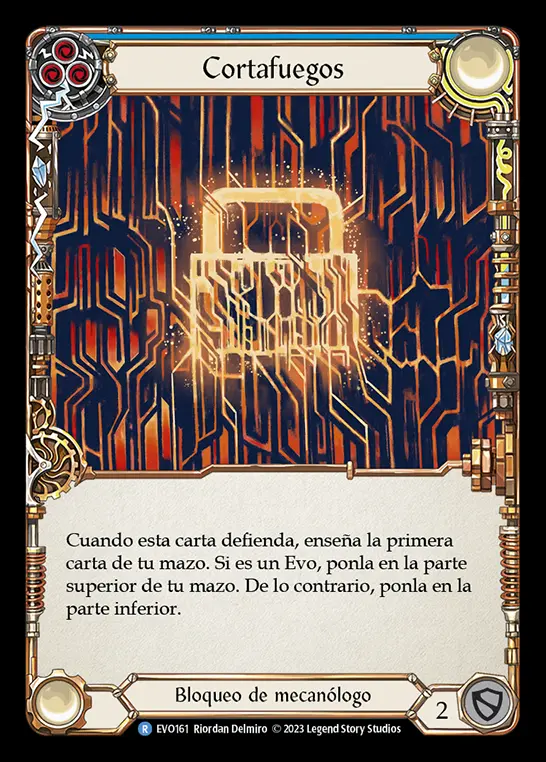 Cortafuegos
Cuando esta carta defienda, enseña la primera
carta de tu mazo. Si es un Evo, ponla en la parte
superior de tu mazo. De lo contrario, ponla en la
parte inferior.
Bloqueo de mecanólogo
2
R EVO161 Riordan Delmiro © 2023 Legend Story Studios